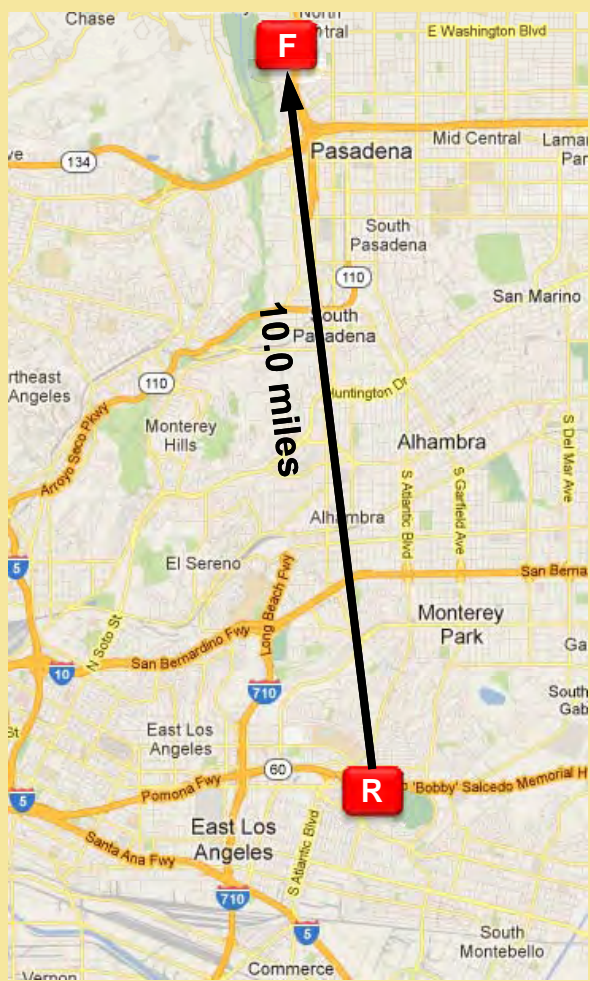 Chase
North
F
E Washington Blvd
Mid Central
Pasadena
134
South
Pasadena
110
San Marino
South
Pasadena
10.0 miles
rtheast
Angeles
110
Huntington Dr
Monterey
Hills
Arroyo Seco Pkwy
Alhambra
S Del Mar Ave
S Atlantic Blvd
S Garfield Ave
Alhambra
5
El Sereno
Long Beach Fwy
San Berna
N Soto St
Monterey
Park
San Bernardino Fwy
Ga
10
710
South
Gab
St
East Los
Angeles
60
R
'Bobby' Salcedo Memorial H
Pomona Fwy
5
East Los
Angeles
S Atlantic Blvd
Santa Ana Fwy
710
5
South
Montebello
Commerce
Vernon